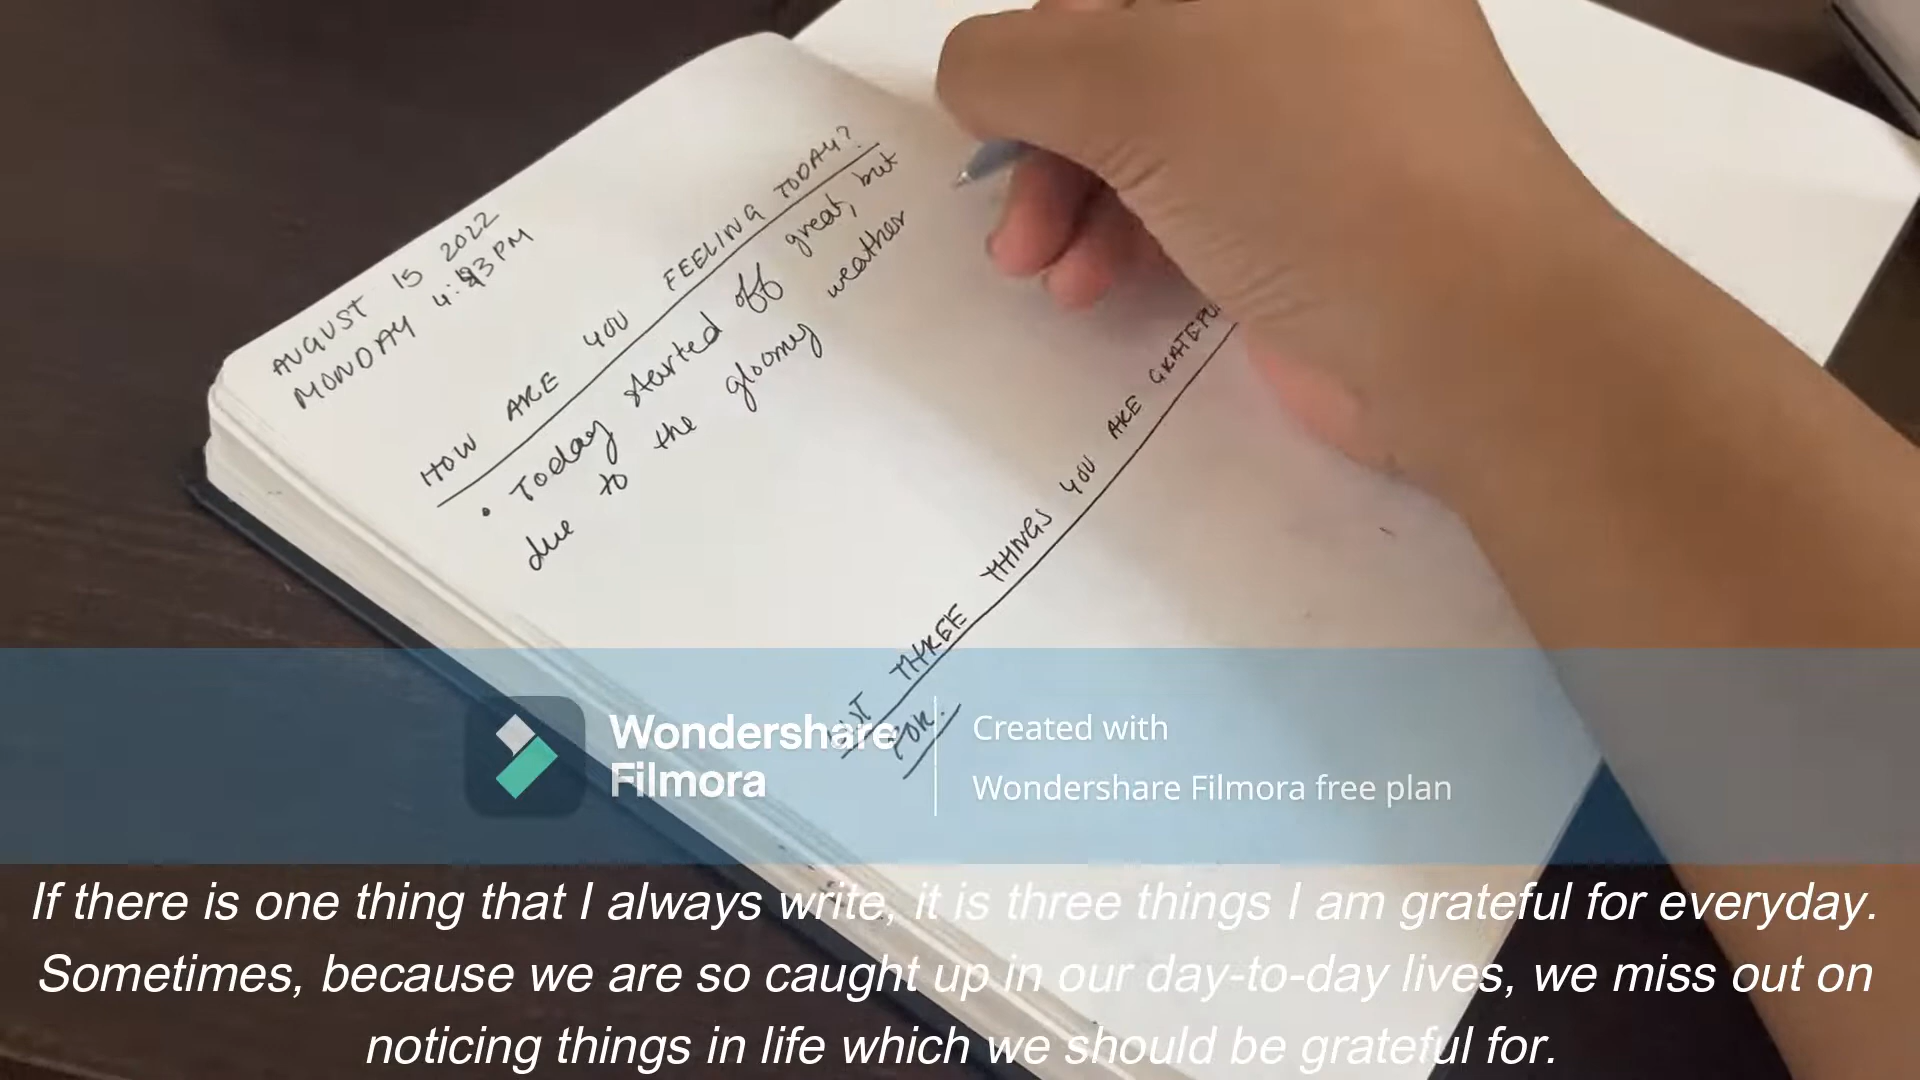 AUGUST 15 2022
MONDAY 4:43 PM
HOW ARE YOU FEELING TODAY?
• Today started off great, but
due to the gloomy weather
LIST THREE THINGS YOU ARE GRATEFU
FOR.
Wondershare
Filmora
Created with
Wondershare Filmora free plan
If there is one thing that I always write, it is three things I am grateful for everyday.
Sometimes, because we are so caught up in our day-to-day lives, we miss out on
noticing things in life which we should be grateful for.